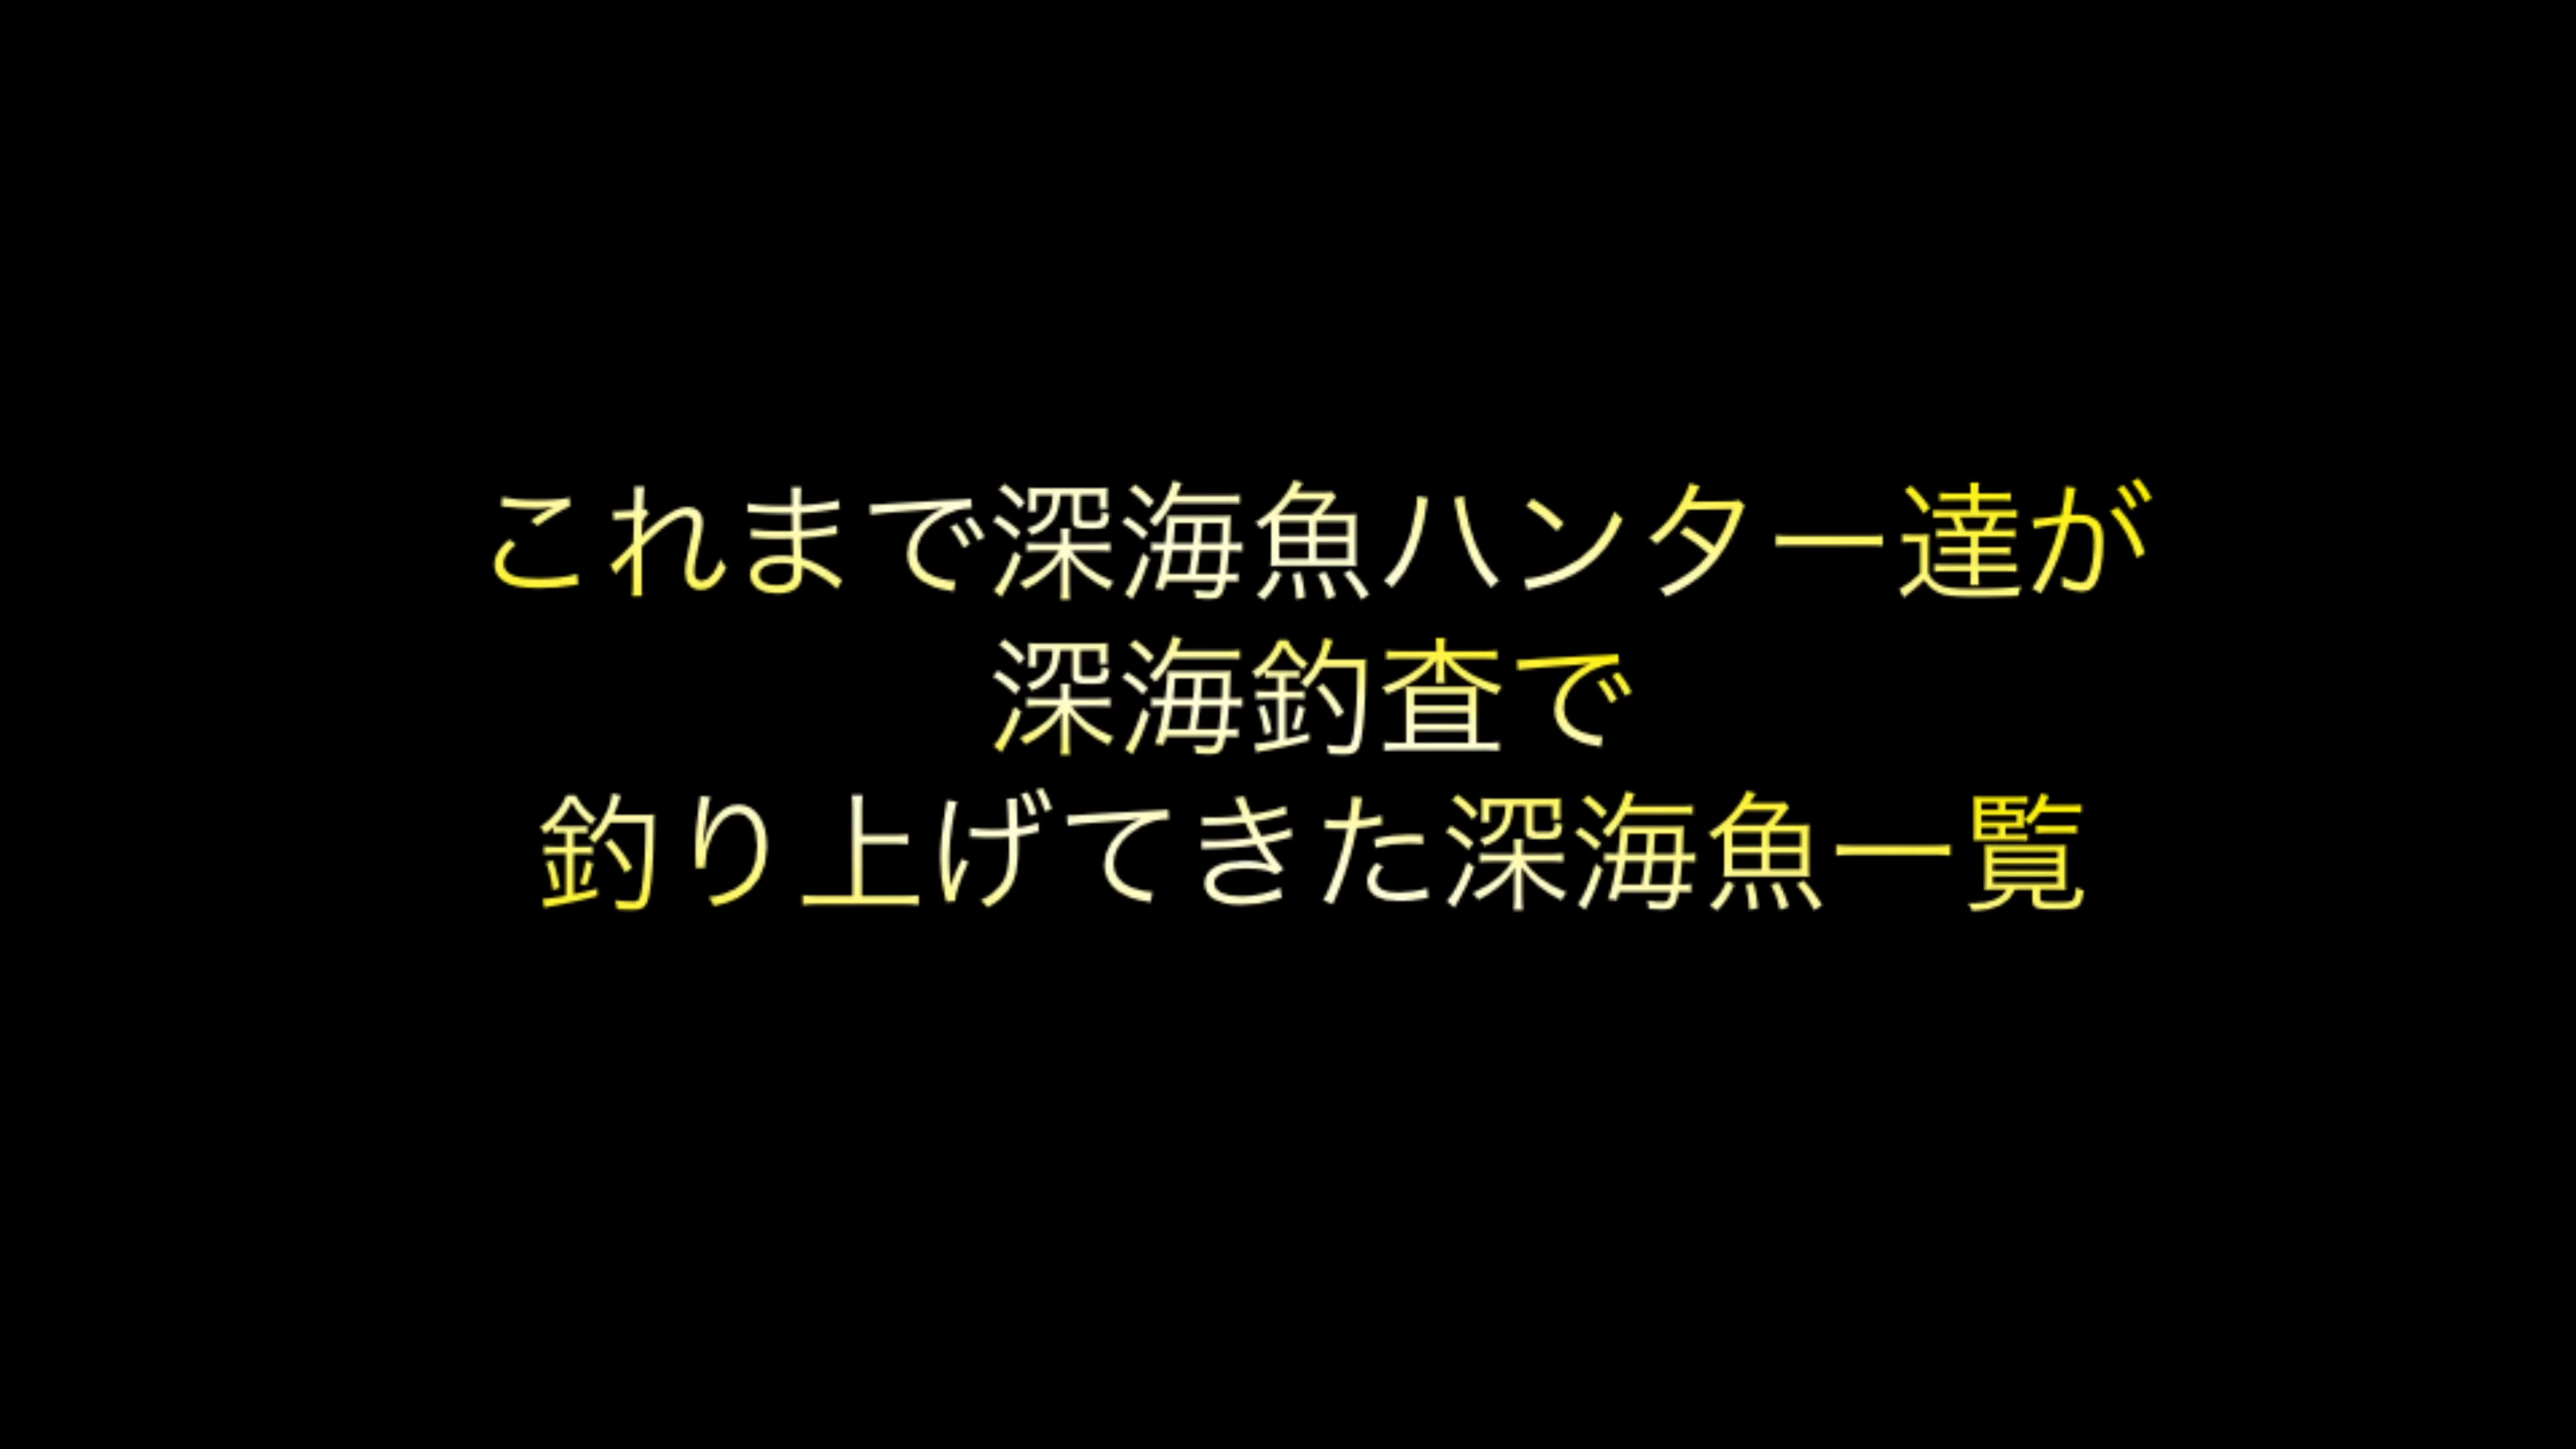 これまで深海魚ハンター達が
深海釣査で
釣り上げてきた深海魚一覧